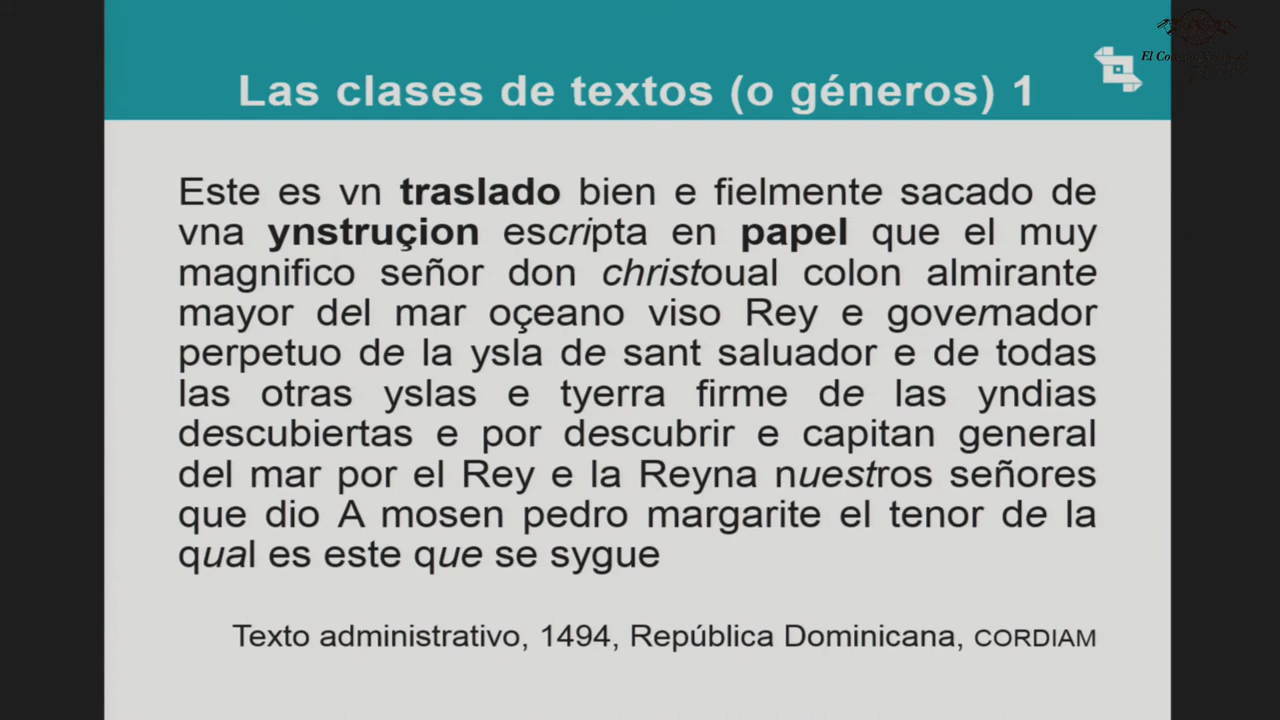 Las clases de textos (o géneros) 1
El Co
Este es vn traslado bien e fielmente sacado de
vna ynstruçion escripta en papel que el muy
magnifico señor don christoual colon almirante
mayor del mar oçeano viso Rey e governador
perpetuo de la ysla de sant saluador e de todas
las otras yslas e tyerra firme de las yndias
descubiertas e por descubrir e capitan general
del mar por el Rey e la Reyna nuestros señores
que dio A mosen pedro margarite el tenor de la
qual es este que se sygue
Texto administrativo, 1494, República Dominicana, CORDIAM